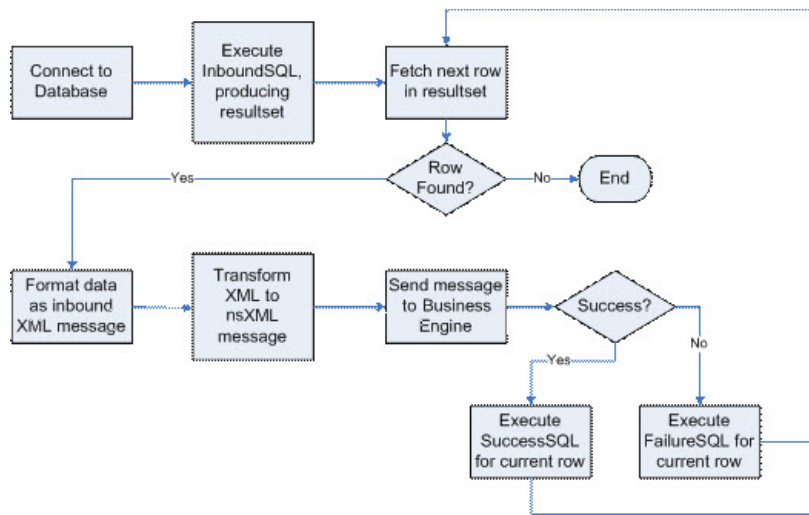 Connect to
Database
Execute
InboundSQL,
producing
resultset
Fetch next row
in resultset
Row
Found?
Yes
No
End
Format data
as inbound
XML message
Transform
XML to
nsXML
message
Send message
to Business
Engine
Success?
Yes
No
Execute
SuccessSQL
for current row
Execute
FailureSQL for
current row